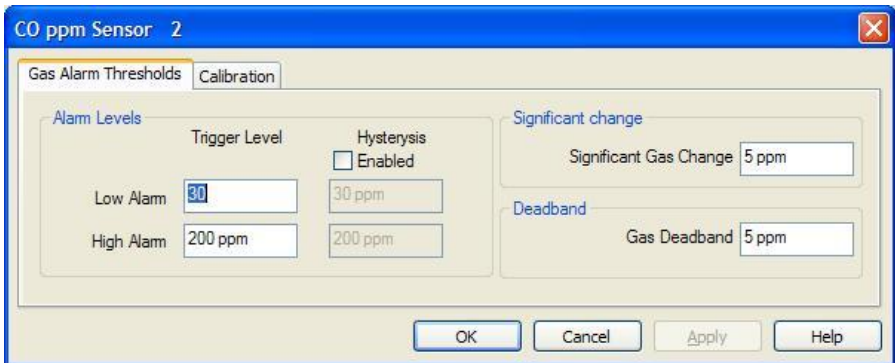 CO ppm Sensor 2
Gas Alarm Thresholds Calibration
Alarm Levels
Trigger Level Hysterysis
Enabled
Low Alarm 30 30 ppm
High Alarm 200 ppm 200 ppm
Significant change
Significant Gas Change 5 ppm
Deadband
Gas Deadband 5 ppm
OK Cancel Apply Help